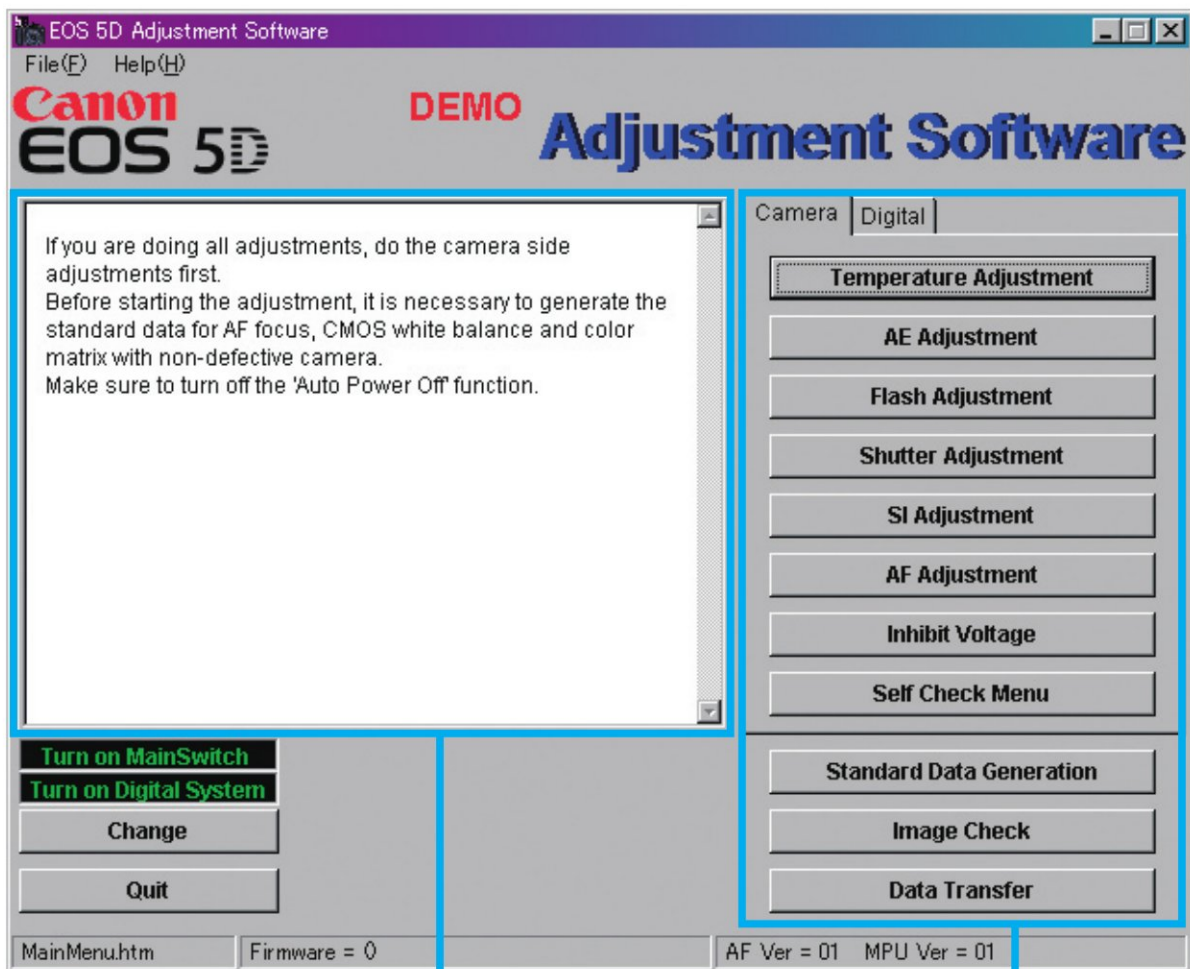 EOS 5D Adjustment Software
File(F) Help(H)
Canon
EOS 5D
DEMO
Adjustment Software
If you are doing all adjustments, do the camera side
adjustments first.
Before starting the adjustment, it is necessary to generate the
standard data for AF focus, CMOS white balance and color
matrix with non-defective camera.
Make sure to turn off the 'Auto Power Off' function.
Camera Digital
Temperature Adjustment
AE Adjustment
Flash Adjustment
Shutter Adjustment
SI Adjustment
AF Adjustment
Inhibit Voltage
Self Check Menu
Standard Data Generation
Image Check
Data Transfer
Turn on MainSwitch
Turn on Digital System
Change
Quit
MainMenu.htm Firmware = 0 AF Ver = 01 MPU Ver = 01